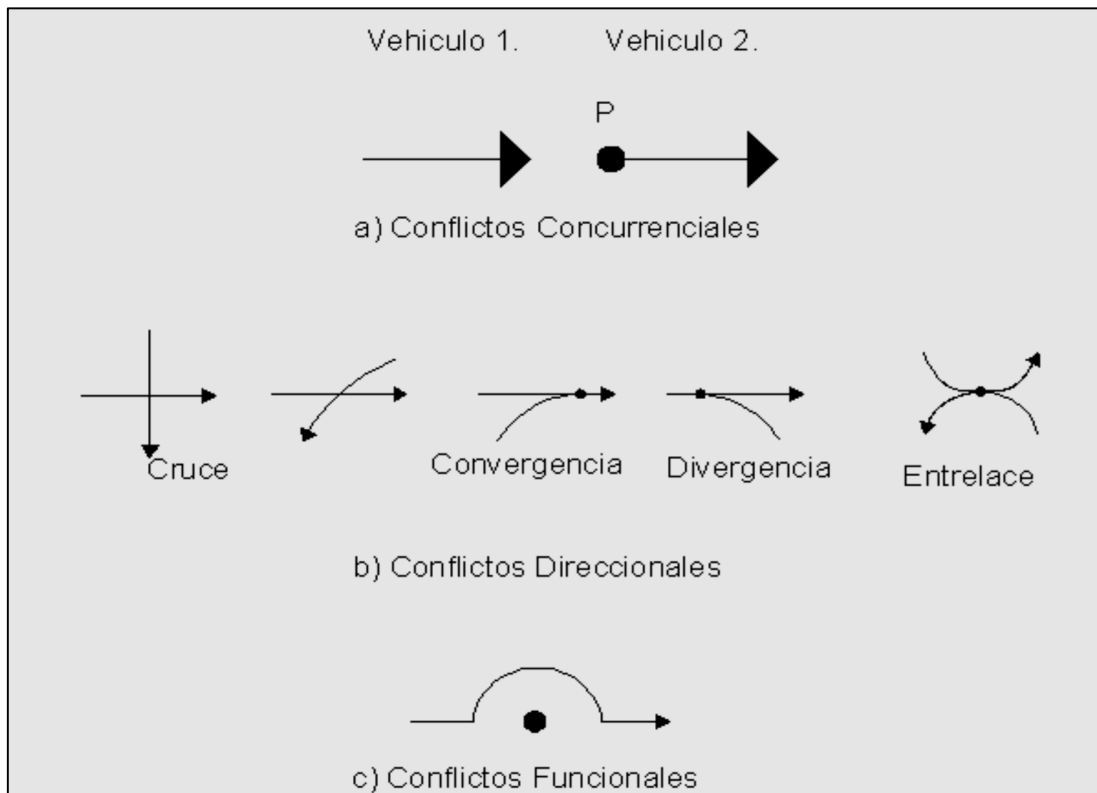 Vehiculo 1. Vehiculo 2.
P
a) Conflictos Concurrenciales
Cruce
Convergencia
Divergencia
Entrelace
b) Conflictos Direccionales
c) Conflictos Funcionales